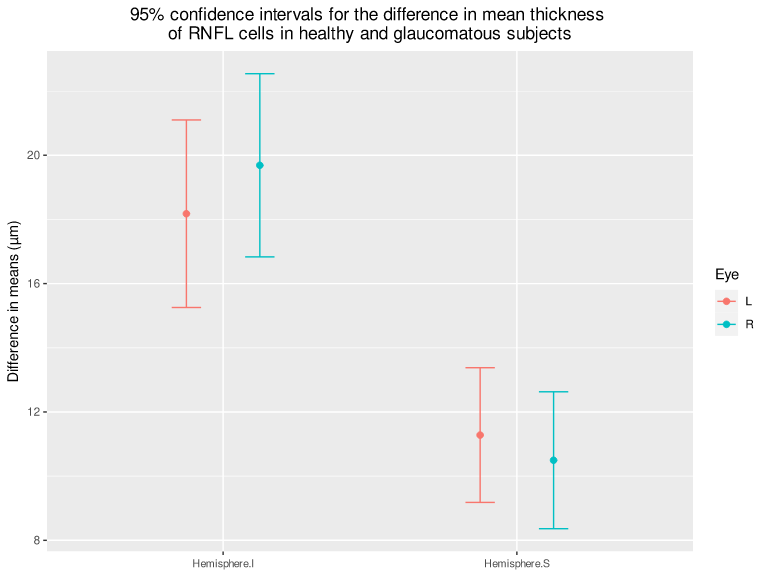 95% confidence intervals for the difference in mean thickness
of RNFL cells in healthy and glaucomatous subjects
Difference in means (µm)
20
16
12
8
Hemisphere.I
Hemisphere.S
Eye
L
R